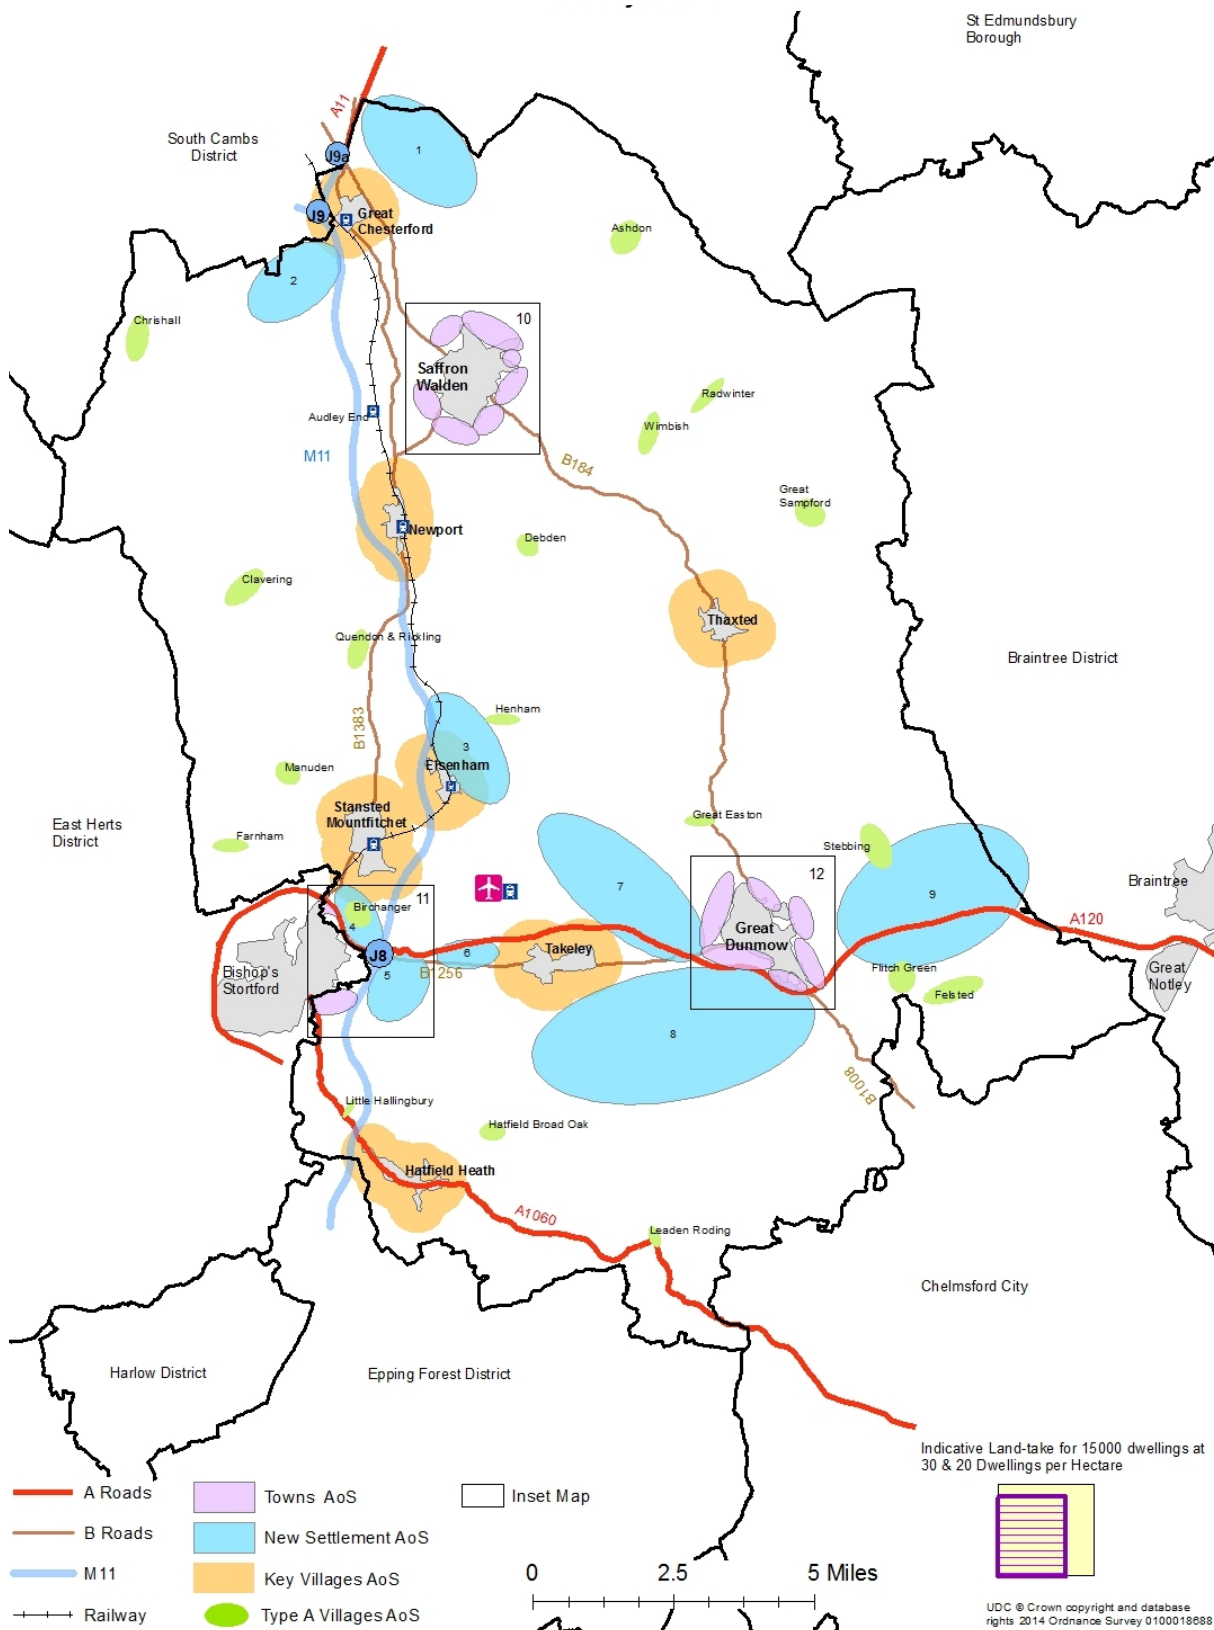 St Edmundsbury
Borough
A11
South Cambs
District
1
J9a
J9
Great
Chesterford
Ashdon
2
Chrishall
10
Saffron
Walden
Radwinter
Audley End
Wimbish
M11
B184
Great
Sampford
Newport
Debden
Clavering
Thaxted
Quendon & Rickling
Braintree District
Henham
B1383
3
Elsenham
Manuden
Stansted
Mountfitchet
Great Easton
East Herts
District
Farnham
Stebbing
12
7
Braintree
11
9
Birchanger
4
A120
Great
Dunmow
J8
6
Takeley
Bishop's
Stortford
5
B1256
Flitch Green
Great
Notley
Felsted
8
B1008
Little Hallingbury
Hatfield Broad Oak
Hatfield Heath
A1060
Leaden Roding
Chelmsford City
Harlow District
Epping Forest District
Indicative Land-take for 15000 dwellings at
30 & 20 Dwellings per Hectare
A Roads
Towns AoS
Inset Map
B Roads
New Settlement AoS
M11
Key Villages AoS
0 2.5 5 Miles
Railway
Type A Villages AoS
UDC © Crown copyright and database
rights 2014 Ordnance Survey 0100018688